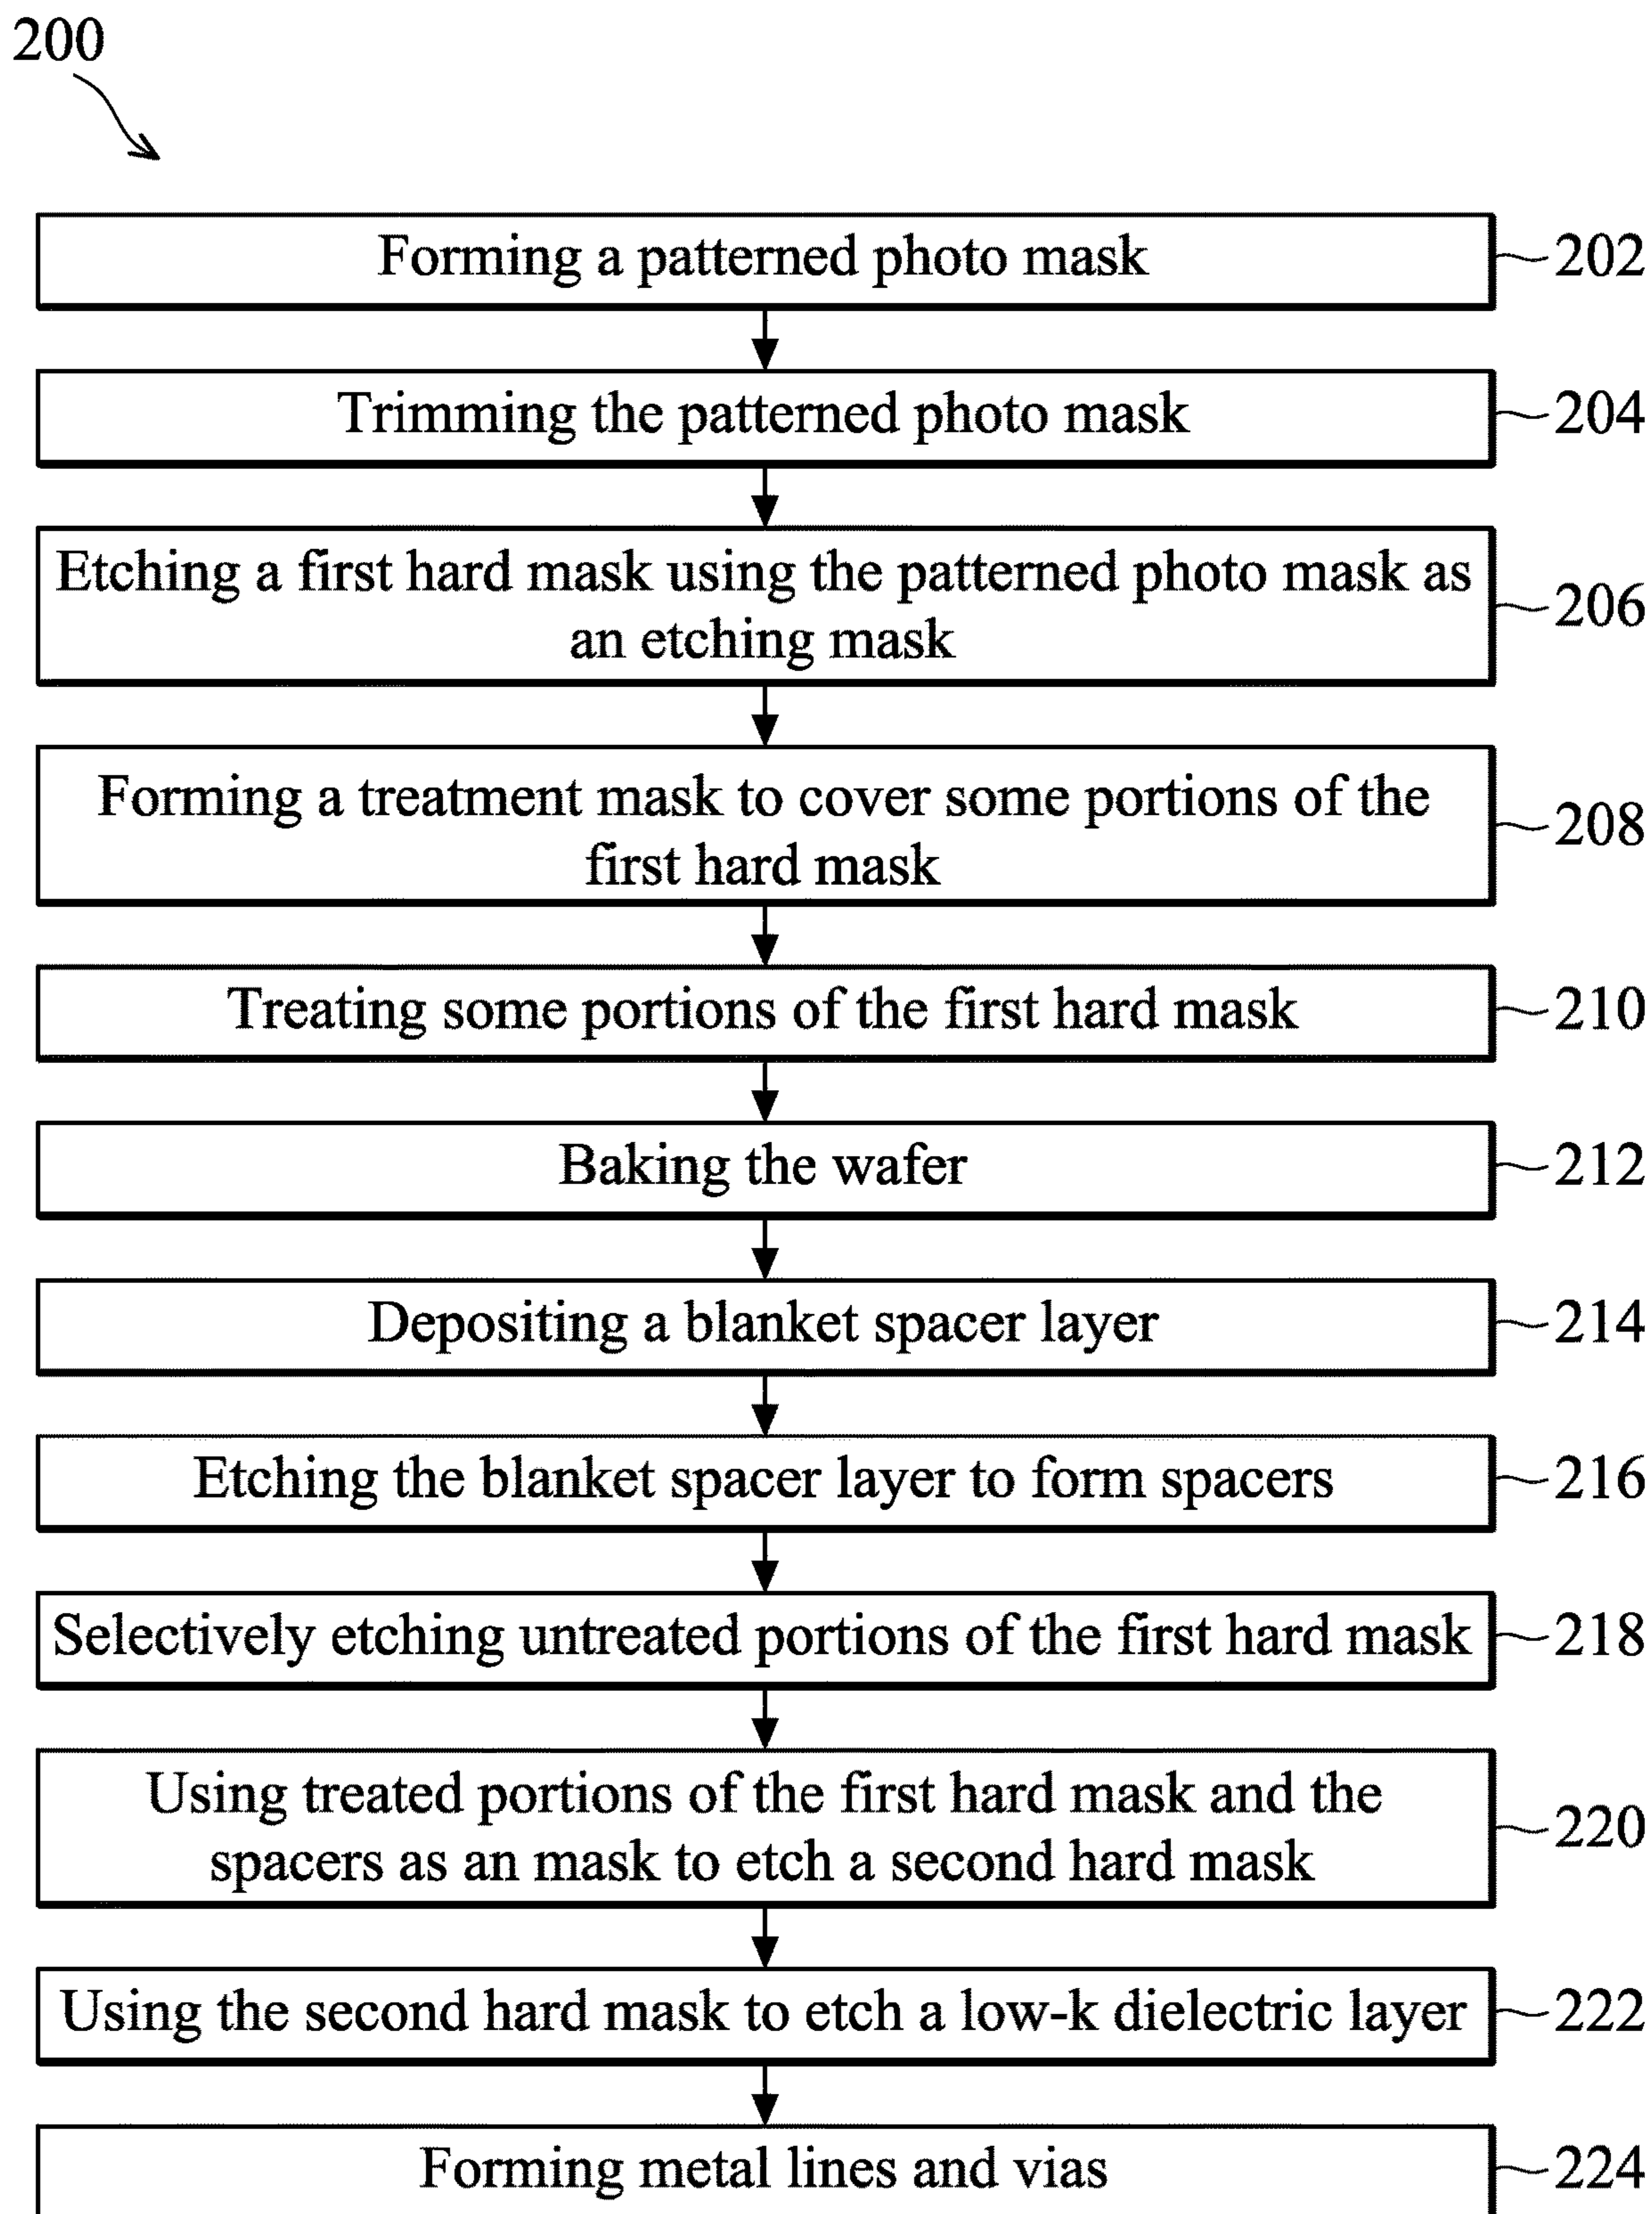 200
Forming a patterned photo mask
202
Trimming the patterned photo mask
204
Etching a first hard mask using the patterned photo mask as
an etching mask
206
Forming a treatment mask to cover some portions of the
first hard mask
208
Treating some portions of the first hard mask
210
Baking the wafer
212
Depositing a blanket spacer layer
214
Etching the blanket spacer layer to form spacers
216
Selectively etching untreated portions of the first hard mask
218
Using treated portions of the first hard mask and the
spacers as an mask to etch a second hard mask
220
Using the second hard mask to etch a low-k dielectric layer
222
Forming metal lines and vias
224